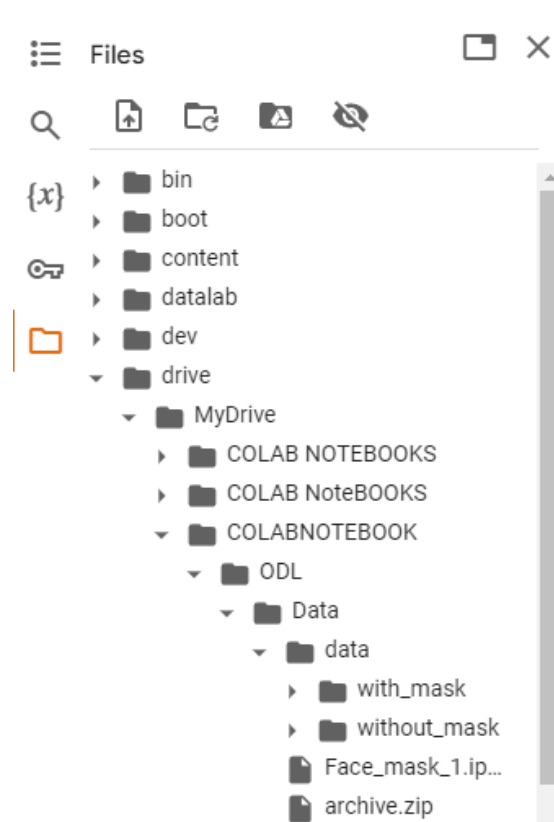 Files
{x}
bin
boot
content
datalab
dev
drive
MyDrive
COLAB NOTEBOOKS
COLAB NoteBOOKS
COLABNOTEBOOK
ODL
Data
data
with_mask
without_mask
Face_mask_1.ip...
archive.zip